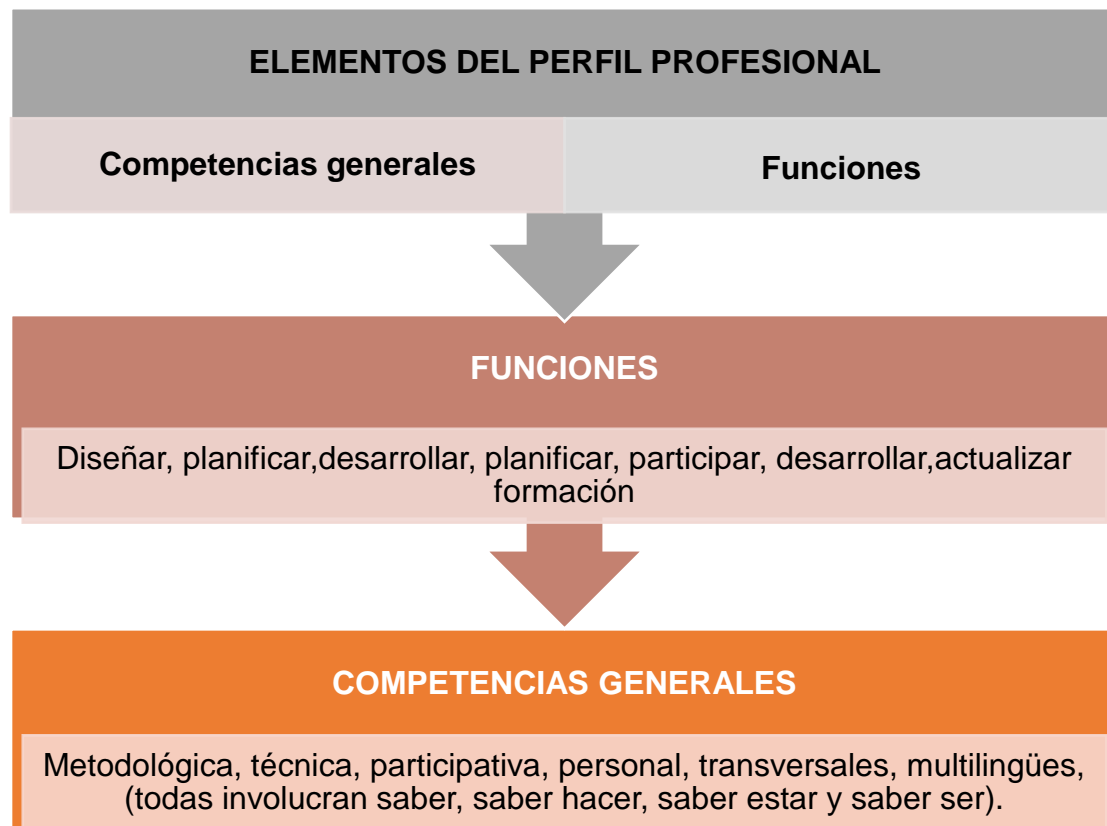 ELEMENTOS DEL PERFIL PROFESIONAL
Competencias generales
Funciones
FUNCIONES
Diseñar, planificar,desarrollar, planificar, participar, desarrollar,actualizar
formación
COMPETENCIAS GENERALES
Metodológica, técnica, participativa, personal, transversales, multilingües,
(todas involucran saber, saber hacer, saber estar y saber ser).